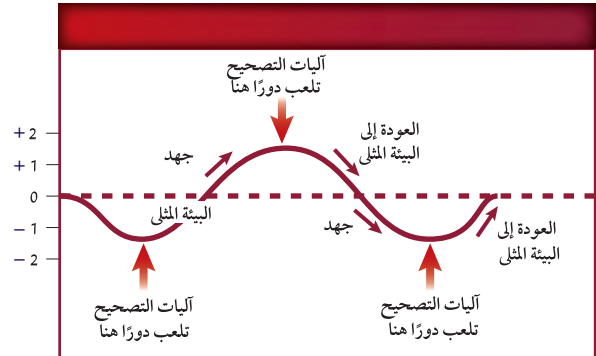 آليات التصحيح
تلعب دورًا هنا
+ 2
+ 1
0
− 1
− 2
جهد
العودة إلى
البيئة المثلى
البيئة المثلى
جهد
العودة إلى
البيئة المثلى
آليات التصحيح
تلعب دورًا هنا
آليات التصحيح
تلعب دورًا هنا